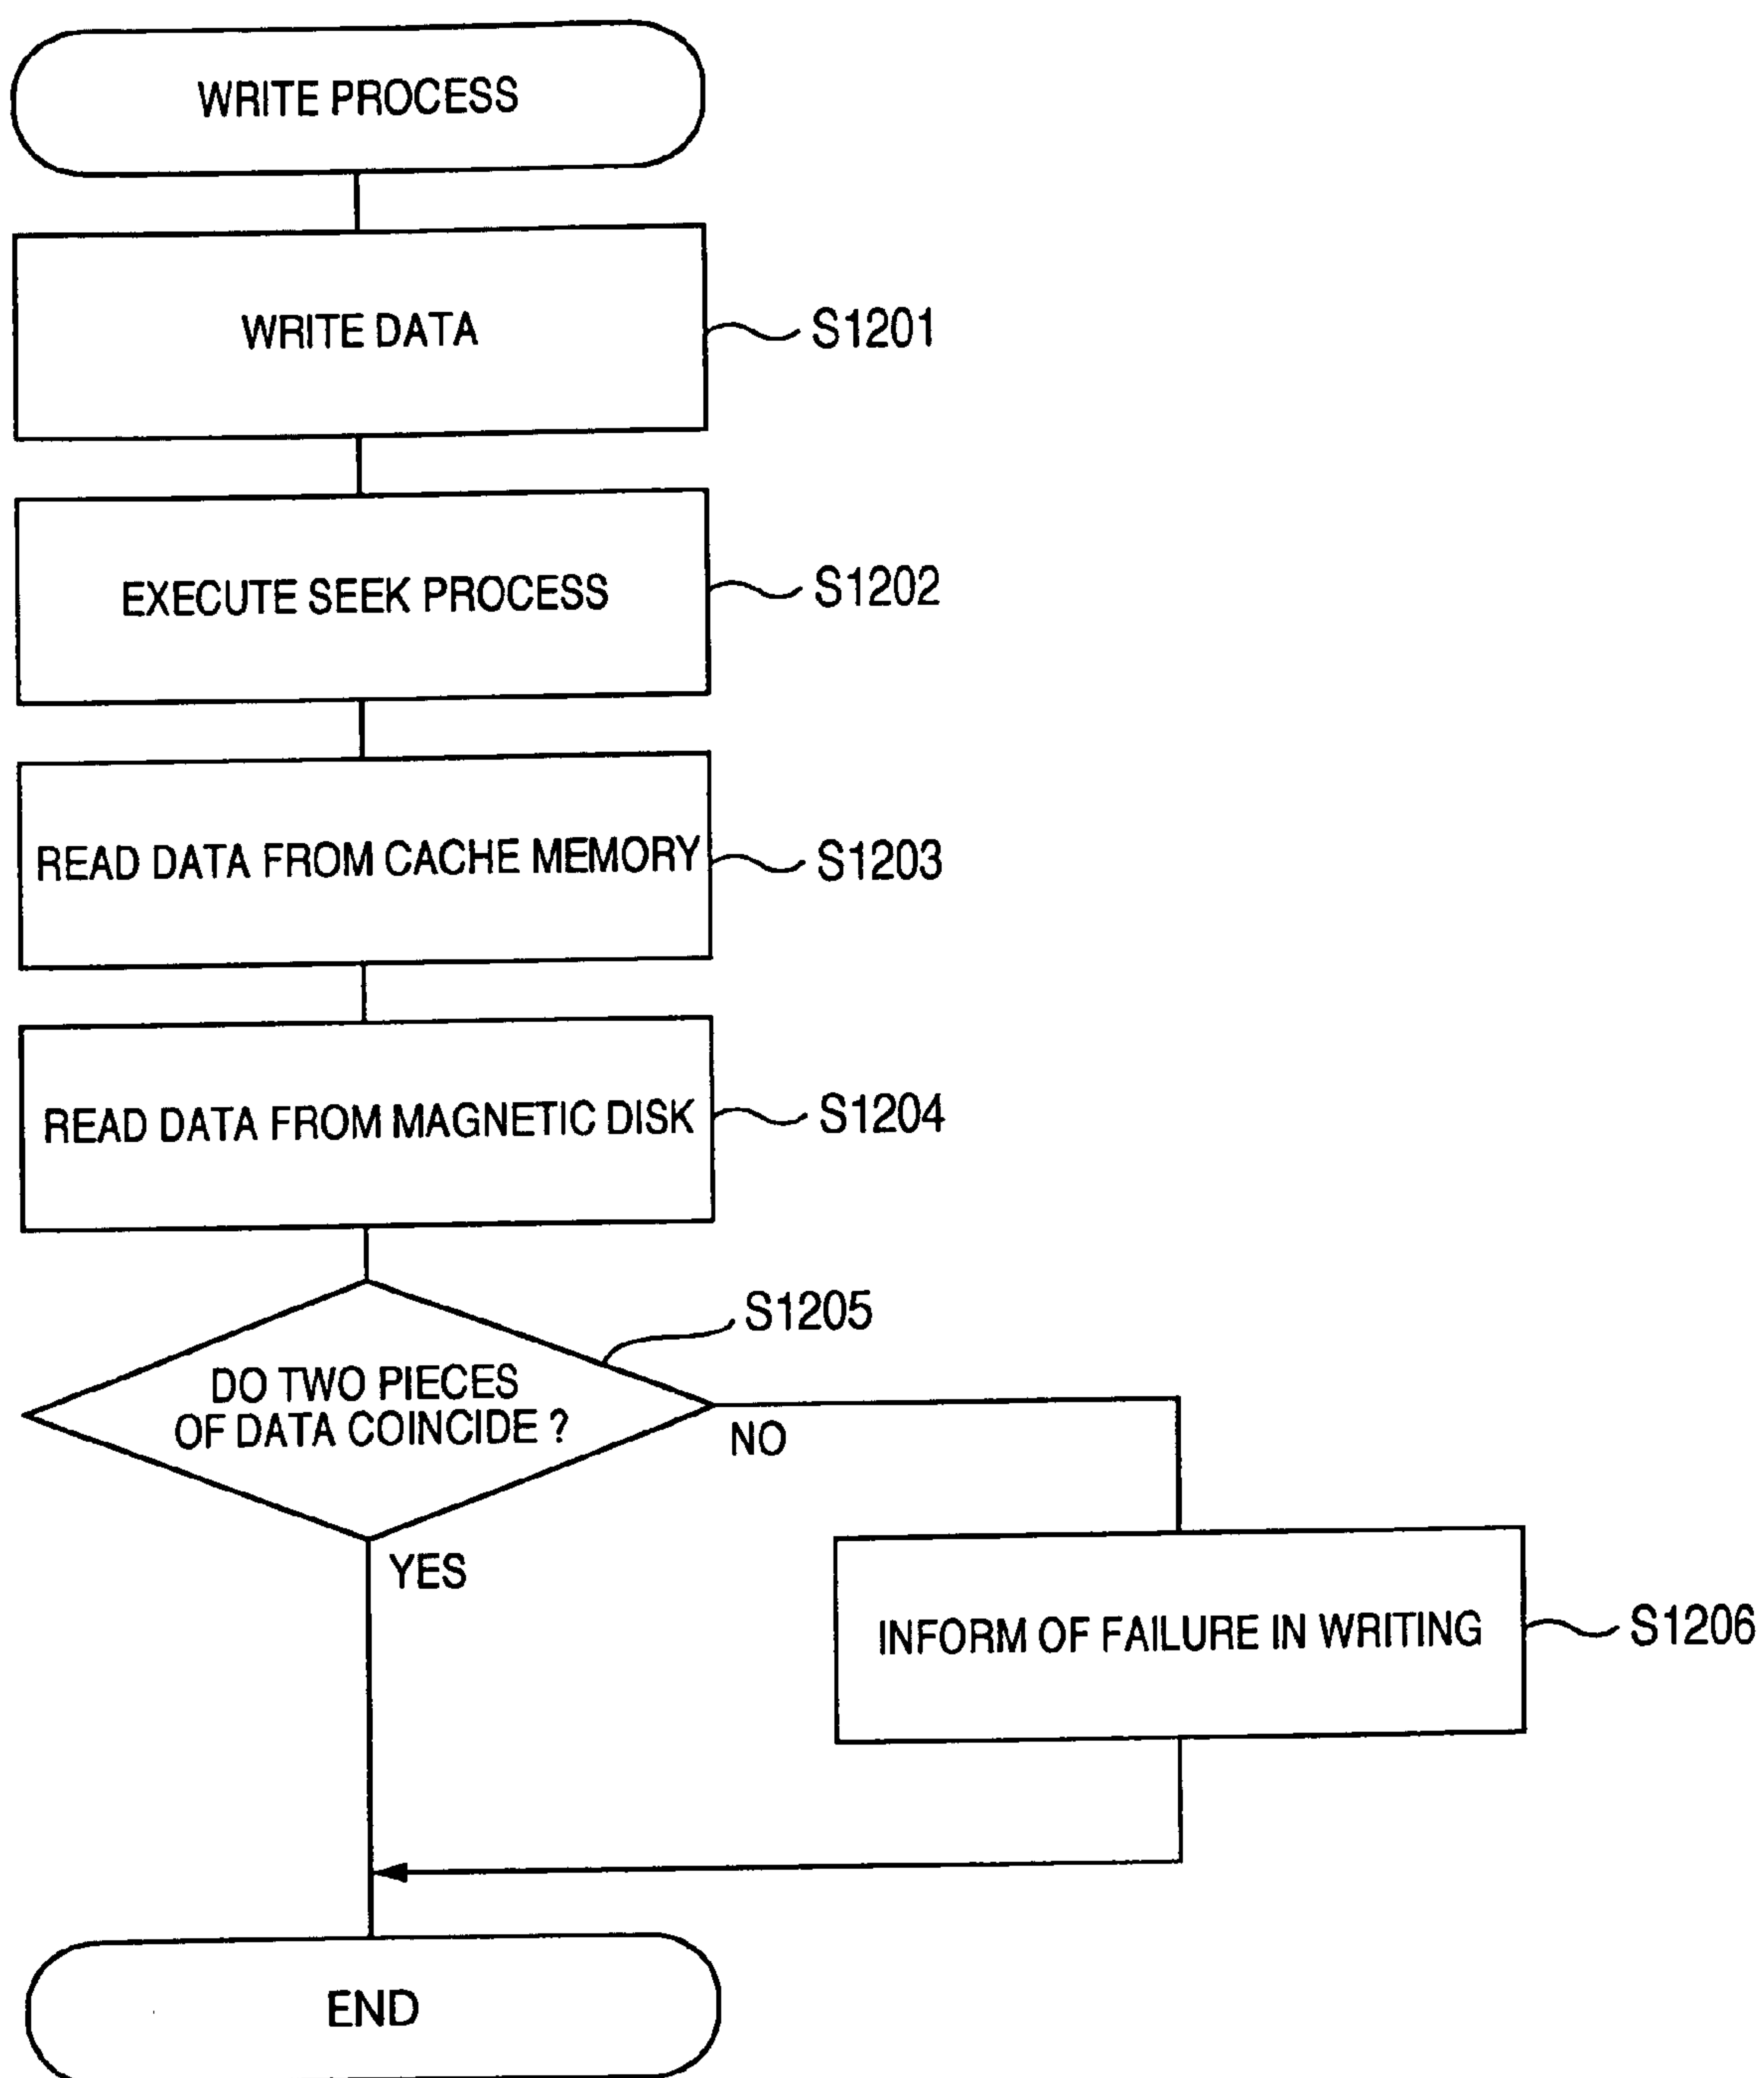 WRITE PROCESS
WRITE DATA
S1201
EXECUTE SEEK PROCESS
S1202
READ DATA FROM CACHE MEMORY
S1203
READ DATA FROM MAGNETIC DISK
S1204
S1205
DO TWO PIECES
OF DATA COINCIDE ?
NO
YES
INFORM OF FAILURE IN WRITING
S1206
END